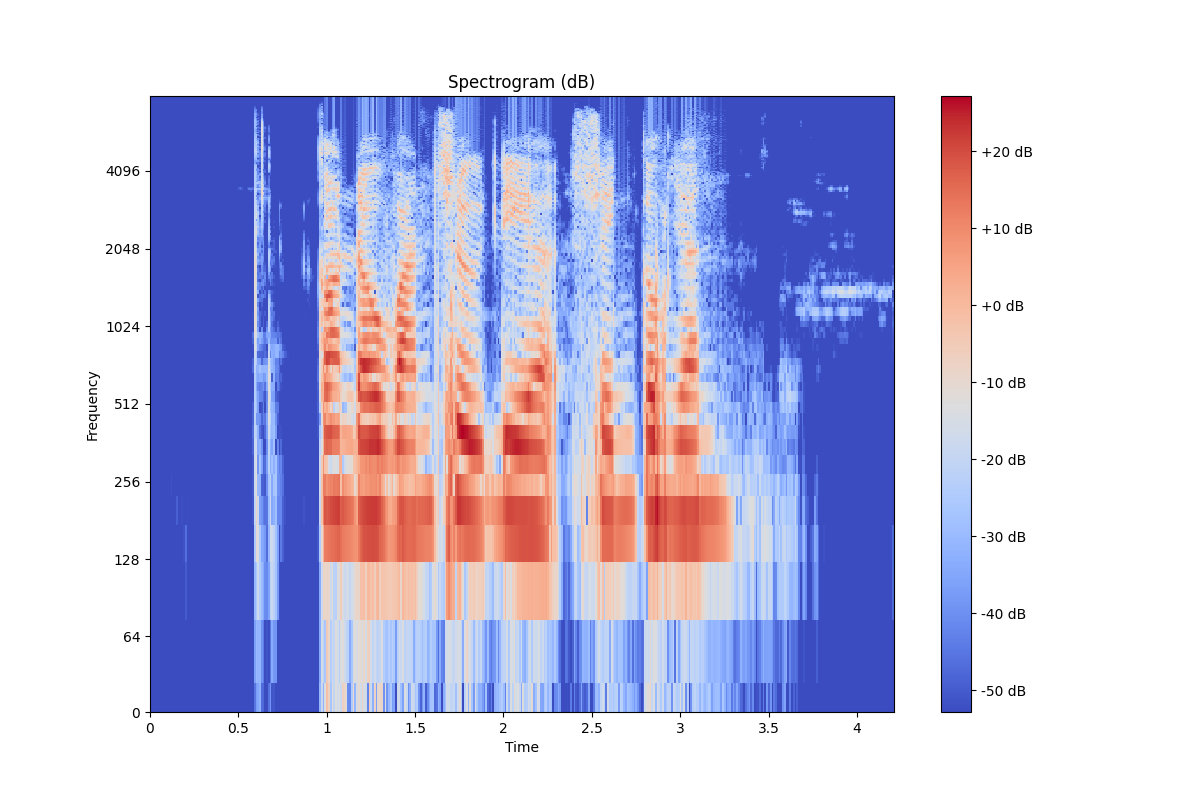 Spectrogram (dB)
Frequency
4096
2048
1024
512
256
128
64
0
0 0.5 1 1.5 2 2.5 3 3.5 4
Time
+20 dB
+10 dB
+0 dB
-10 dB
-20 dB
-30 dB
-40 dB
-50 dB